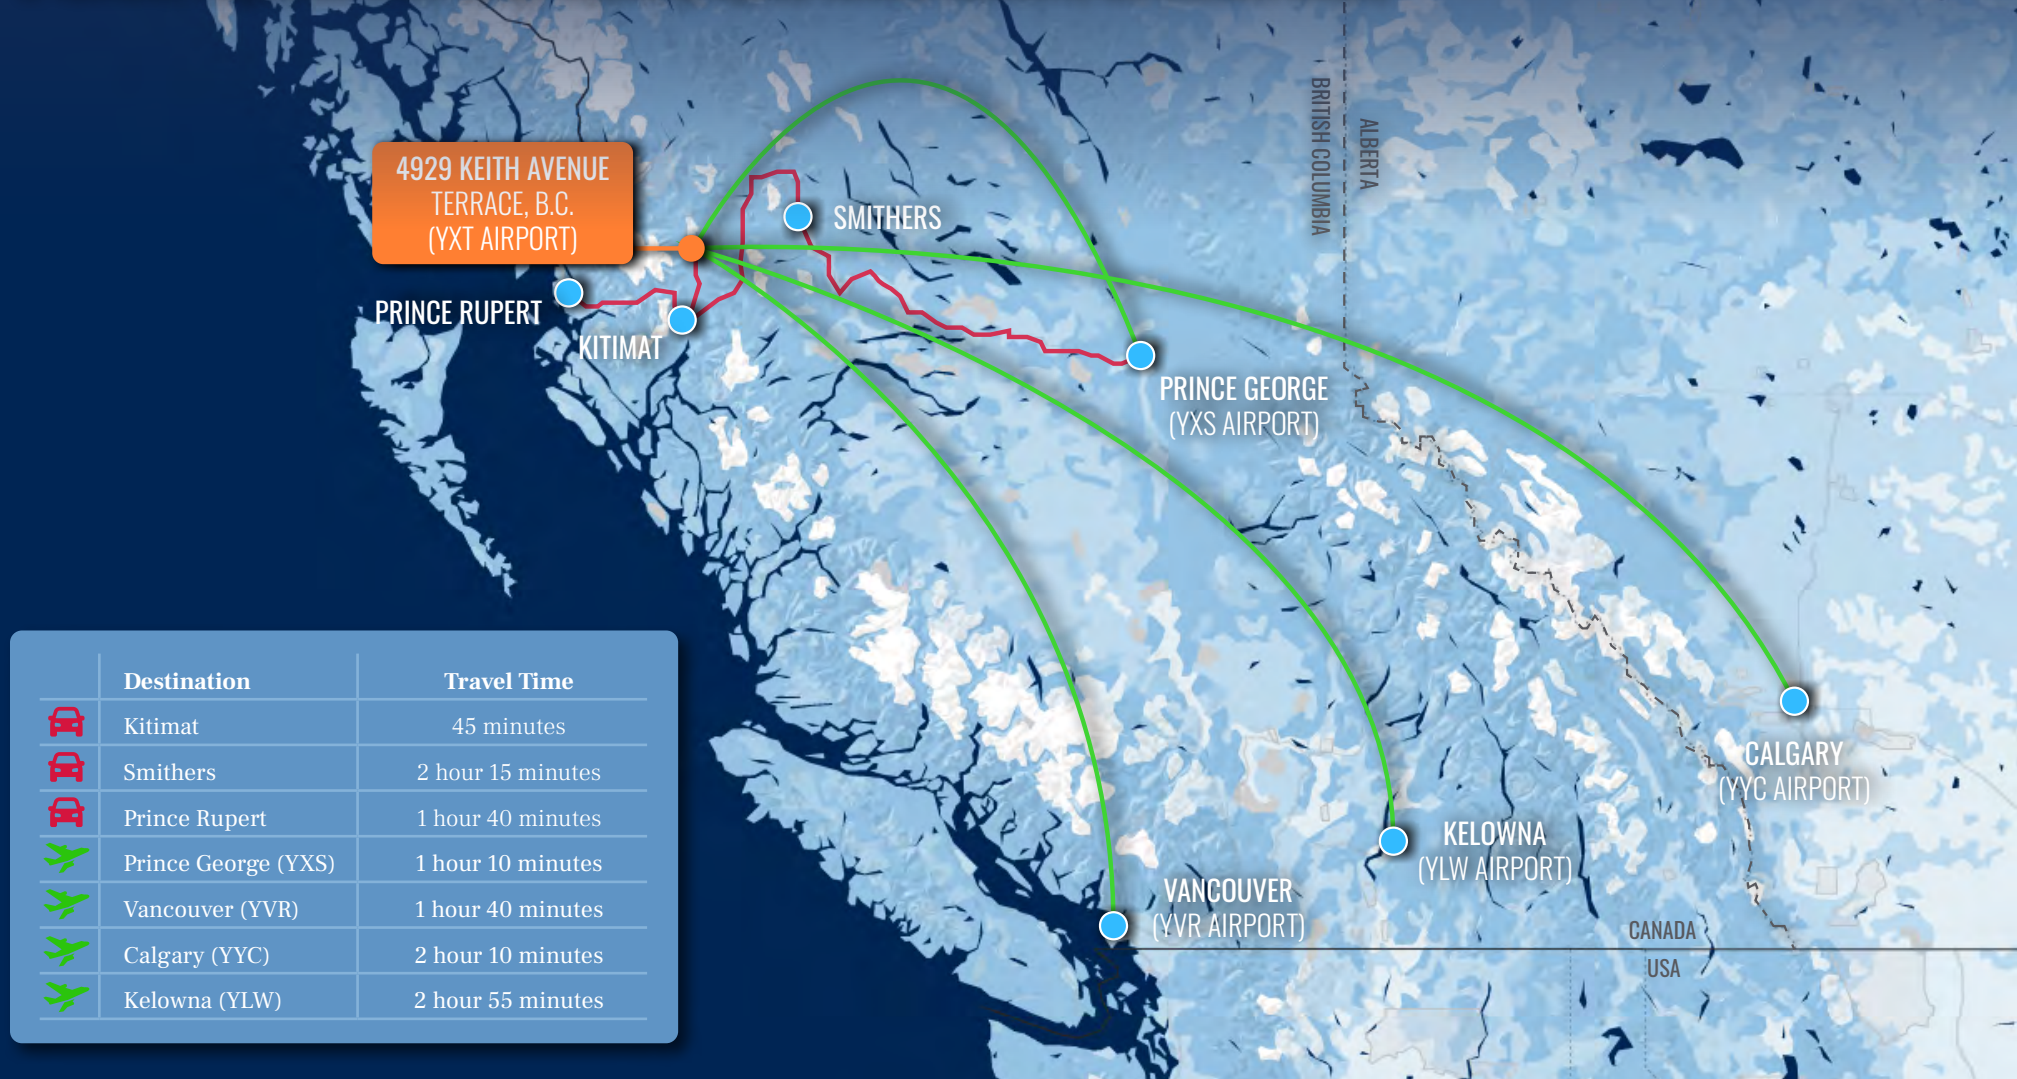 BRITISH COLUMBIA
ALBERTA
4929 KEITH AVENUE
TERRACE, B.C.
(YXT AIRPORT)
SMITHERS
PRINCE RUPERT
KITIMAT
PRINCE GEORGE
(YXS AIRPORT)
CALGARY
(YYC AIRPORT)
KELOWNA
(YLW AIRPORT)
VANCOUVER
(YVR AIRPORT)
CANADA
USA
Destination Travel Time
Kitimat 45 minutes
Smithers 2 hour 15 minutes
Prince Rupert 1 hour 40 minutes
Prince George (YXS) 1 hour 10 minutes
Vancouver (YVR) 1 hour 40 minutes
Calgary (YYC) 2 hour 10 minutes
Kelowna (YLW) 2 hour 55 minutes